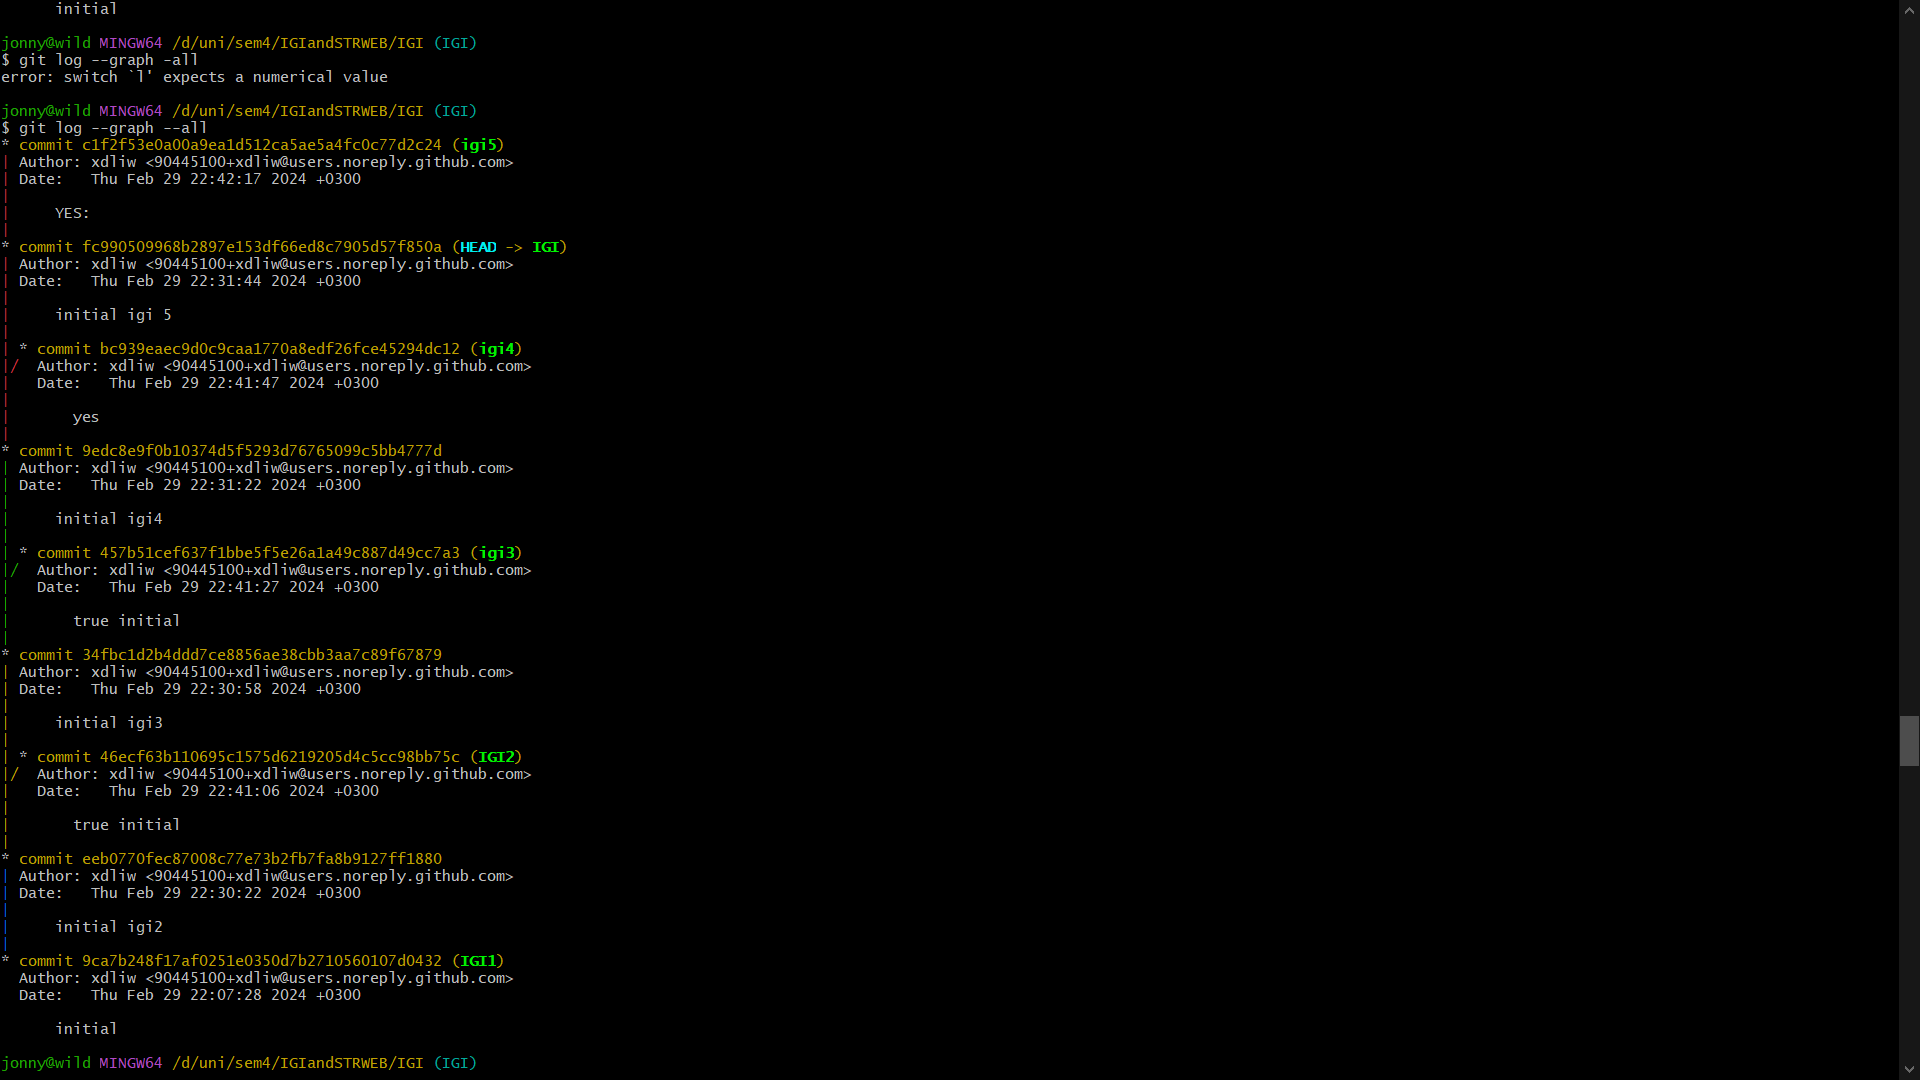 initial
jonny@wild MINGW64 /d/uni/sem4/IGIandSTRWEB/IGI (IGI)
$ git log --graph -all
error: switch `l' expects a numerical value
jonny@wild MINGW64 /d/uni/sem4/IGIandSTRWEB/IGI (IGI)
$ git log --graph --all
* commit c1f2f53e0a00a9ea1d512ca5ae5a4fc0c77d2c24 (igi5)
| Author: xdliw <90445100+xdliw@users.noreply.github.com>
| Date:   Thu Feb 29 22:42:17 2024 +0300
|
|     YES:
|
* commit fc990509968b2897e153df66ed8c7905d57f850a (HEAD -> IGI)
| Author: xdliw <90445100+xdliw@users.noreply.github.com>
| Date:   Thu Feb 29 22:31:44 2024 +0300
|
|     initial igi 5
|
| * commit bc939eaec9d0c9caa1770a8edf26fce45294dc12 (igi4)
|/  Author: xdliw <90445100+xdliw@users.noreply.github.com>
|   Date:   Thu Feb 29 22:41:47 2024 +0300
|
|       yes
|
* commit 9edc8e9f0b10374d5f5293d76765099c5bb4777d
| Author: xdliw <90445100+xdliw@users.noreply.github.com>
| Date:   Thu Feb 29 22:31:22 2024 +0300
|
|     initial igi4
|
| * commit 457b51cef637f1bbe5f5e26a1a49c887d49cc7a3 (igi3)
|/  Author: xdliw <90445100+xdliw@users.noreply.github.com>
|   Date:   Thu Feb 29 22:41:27 2024 +0300
|
|       true initial
|
* commit 34fbc1d2b4ddd7ce8856ae38cbb3aa7c89f67879
| Author: xdliw <90445100+xdliw@users.noreply.github.com>
| Date:   Thu Feb 29 22:30:58 2024 +0300
|
|     initial igi3
|
| * commit 46ecf63b110695c1575d6219205d4c5cc98bb75c (IGI2)
|/  Author: xdliw <90445100+xdliw@users.noreply.github.com>
|   Date:   Thu Feb 29 22:41:06 2024 +0300
|
|       true initial
|
* commit eeb0770fec87008c77e73b2fb7fa8b9127ff1880
| Author: xdliw <90445100+xdliw@users.noreply.github.com>
| Date:   Thu Feb 29 22:30:22 2024 +0300
|
|     initial igi2
|
* commit 9ca7b248f17af0251e0350d7b2710560107d0432 (IGI1)
  Author: xdliw <90445100+xdliw@users.noreply.github.com>
  Date:   Thu Feb 29 22:07:28 2024 +0300
      initial
jonny@wild MINGW64 /d/uni/sem4/IGIandSTRWEB/IGI (IGI)